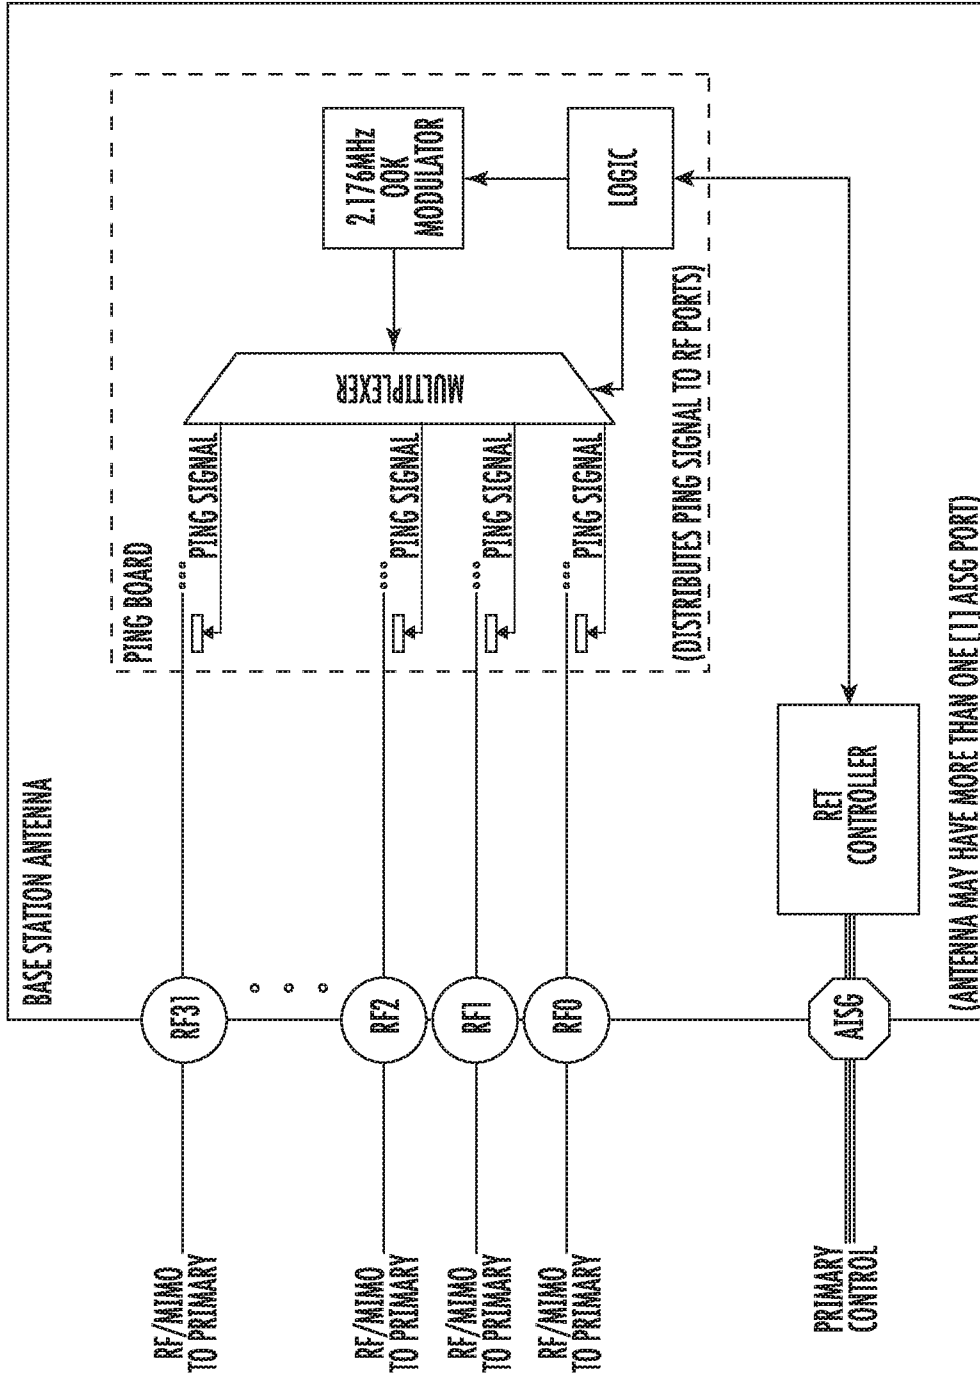 BASE STATION ANTENNA
PING BOARD
RF/MIMO
TO PRIMARY
RF31
PING SIGNAL
RF/MIMO
TO PRIMARY
RF2
PING SIGNAL
RF/MIMO
TO PRIMARY
RF1
PING SIGNAL
RF/MIMO
TO PRIMARY
RF0
PING SIGNAL
MULTIPLEXER
2.176MHz
OOK
MODULATOR
LOGIC
(DISTRIBUTES PING SIGNAL TO RF PORTS)
PRIMARY
CONTROL
AISG
RET
CONTROLLER
(ANTENNA MAY HAVE MORE THAN ONE [1] AISG PORT)